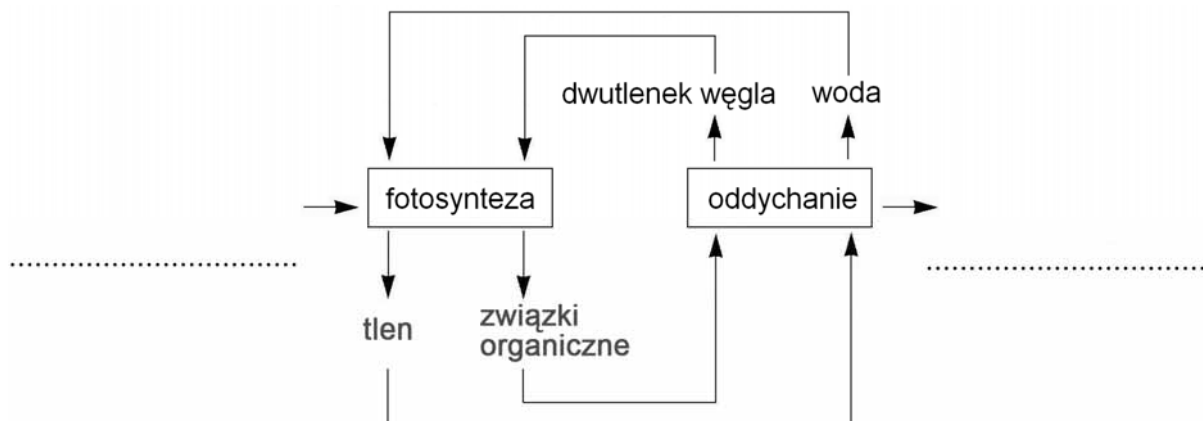 dwutlenek węgla
woda
fotosynteza
oddychanie
tlen
związki
organiczne